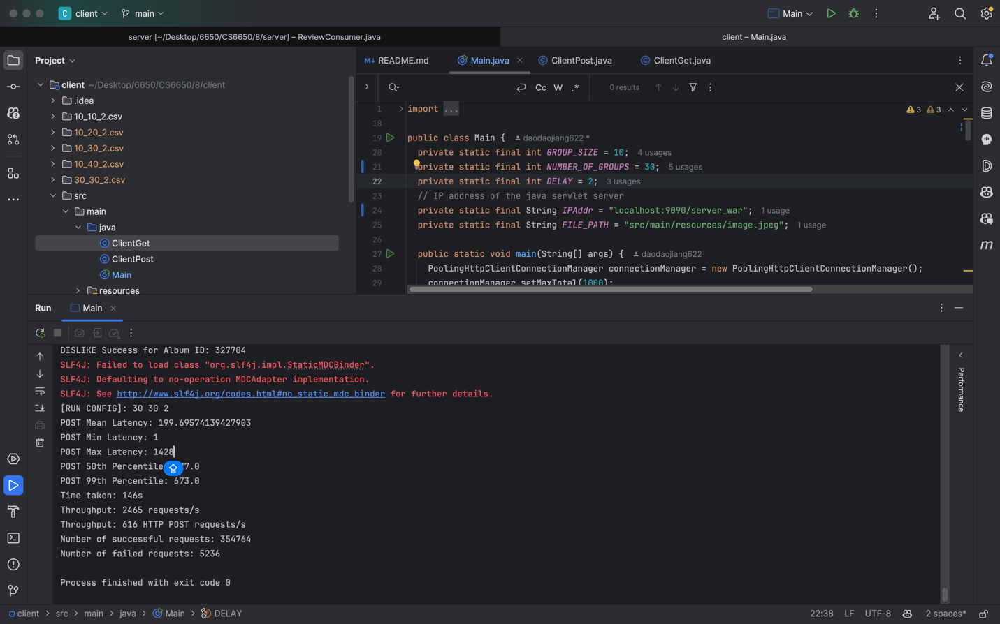 C client main Main
server [~/Desktop/6650/CS6650/8/server] – ReviewConsumer.java
client – Main.java
Project
README.md
Main.java
ClientPost.java
ClientGet.java
Cc W .* 0 results
client ~/Desktop/6650/CS6650/8/client
.idea
10_10_2.csv
10_20_2.csv
10_30_2.csv
10_40_2.csv
30_30_2.csv
src
main
java
ClientGet
ClientPost
Main
resources
3 3
1 import ...
18
19 public class Main { daodaojiang622 *
20 private static final int GROUP_SIZE = 10; 4 usages
21 private static final int NUMBER_OF_GROUPS = 30; 5 usages
22 private static final int DELAY = 2; 3 usages
23 // IP address of the java servlet server
24 private static final String IPAddr = "localhost:9090/server_war"; 1 usage
25 private static final String FILE_PATH = "src/main/resources/image.jpeg"; 1 usage
26
27 public static void main(String[] args) { daodaojiang622
28 PoolingHttpClientConnectionManager connectionManager = new PoolingHttpClientConnectionManager();
29 connectionManager.setMaxTotal(1000);
Run Main
DISLIKE Success for Album ID: 327704
SLF4J: Failed to load class "org.slf4j.impl.StaticMDCBinder".
SLF4J: Defaulting to no-operation MDCAdapter implementation.
SLF4J: See http://www.slf4j.org/codes.html#no_static_mdc_binder for further details.
[RUN CONFIG]: 30 30 2
POST Mean Latency: 199.69574139427903
POST Min Latency: 1
POST Max Latency: 1428
POST 50th Percentile 77.0
POST 99th Percentile: 673.0
Time taken: 146s
Throughput: 2465 requests/s
Throughput: 616 HTTP POST requests/s
Number of successful requests: 354764
Number of failed requests: 5236
Process finished with exit code 0
Performance
client > src > main > java > Main > DELAY
22:38 LF UTF-8 2 spaces*